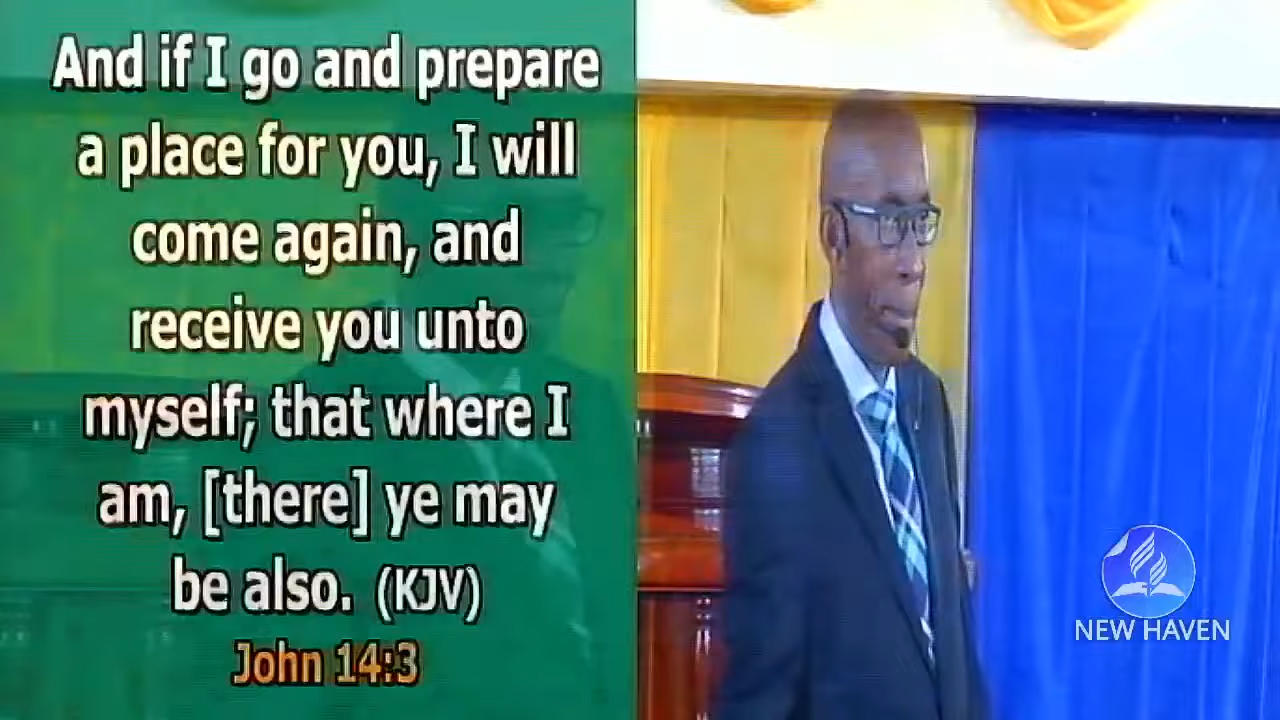 And if I go and prepare
a place for you, I will
come again, and
receive you unto
myself; that where I
am, [there] ye may
be also. (KJV)
John 14:3
NEW HAVEN